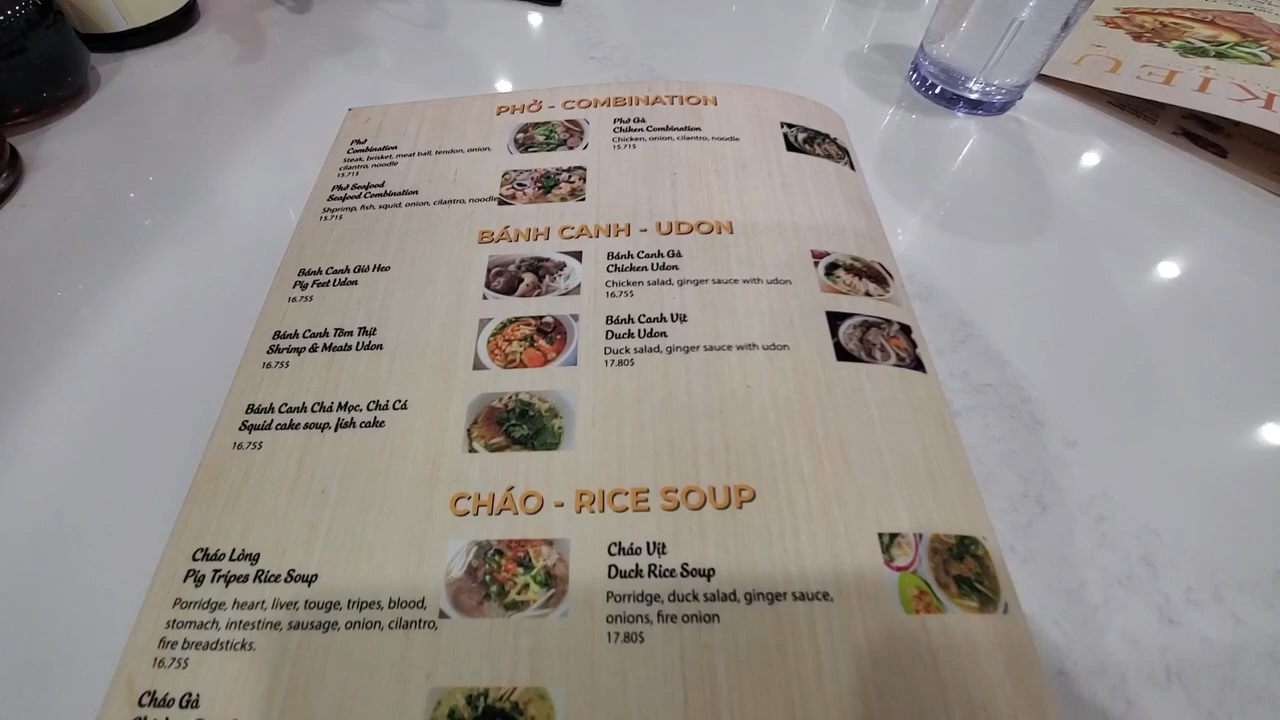 PHỞ - COMBINATION
Phở
Combination
Steak, brisket, meat ball, tendon, onion,
cilantro, noodle
15.71$
Phở Seafood
Seafood Combination
Shprimp, fish, squid, onion, cilantro, noodle
15.71$
Phở Gà
Chiken Combination
Chicken, onion, cilantro, noodle
15.71$
BÁNH CANH - UDON
Bánh Canh Giò Heo
Pig Feet Udon
16.75$
Bánh Canh Tôm Thịt
Shrimp & Meats Udon
16.75$
Bánh Canh Chả Mọc, Chả Cá
Squid cake soup, fish cake
16.75$
Bánh Canh Gà
Chicken Udon
Chicken salad, ginger sauce with udon
16.75$
Bánh Canh Vịt
Duck Udon
Duck salad, ginger sauce with udon
17.80$
CHÁO - RICE SOUP
Cháo Lòng
Pig Tripes Rice Soup
Porridge, heart, liver, touge, tripes, blood,
stomach, intestine, sausage, onion, cilantro,
fire breadsticks.
16.75$
Cháo Vịt
Duck Rice Soup
Porridge, duck salad, ginger sauce,
onions, fire onion
17.80$
Cháo Gà
KIEU